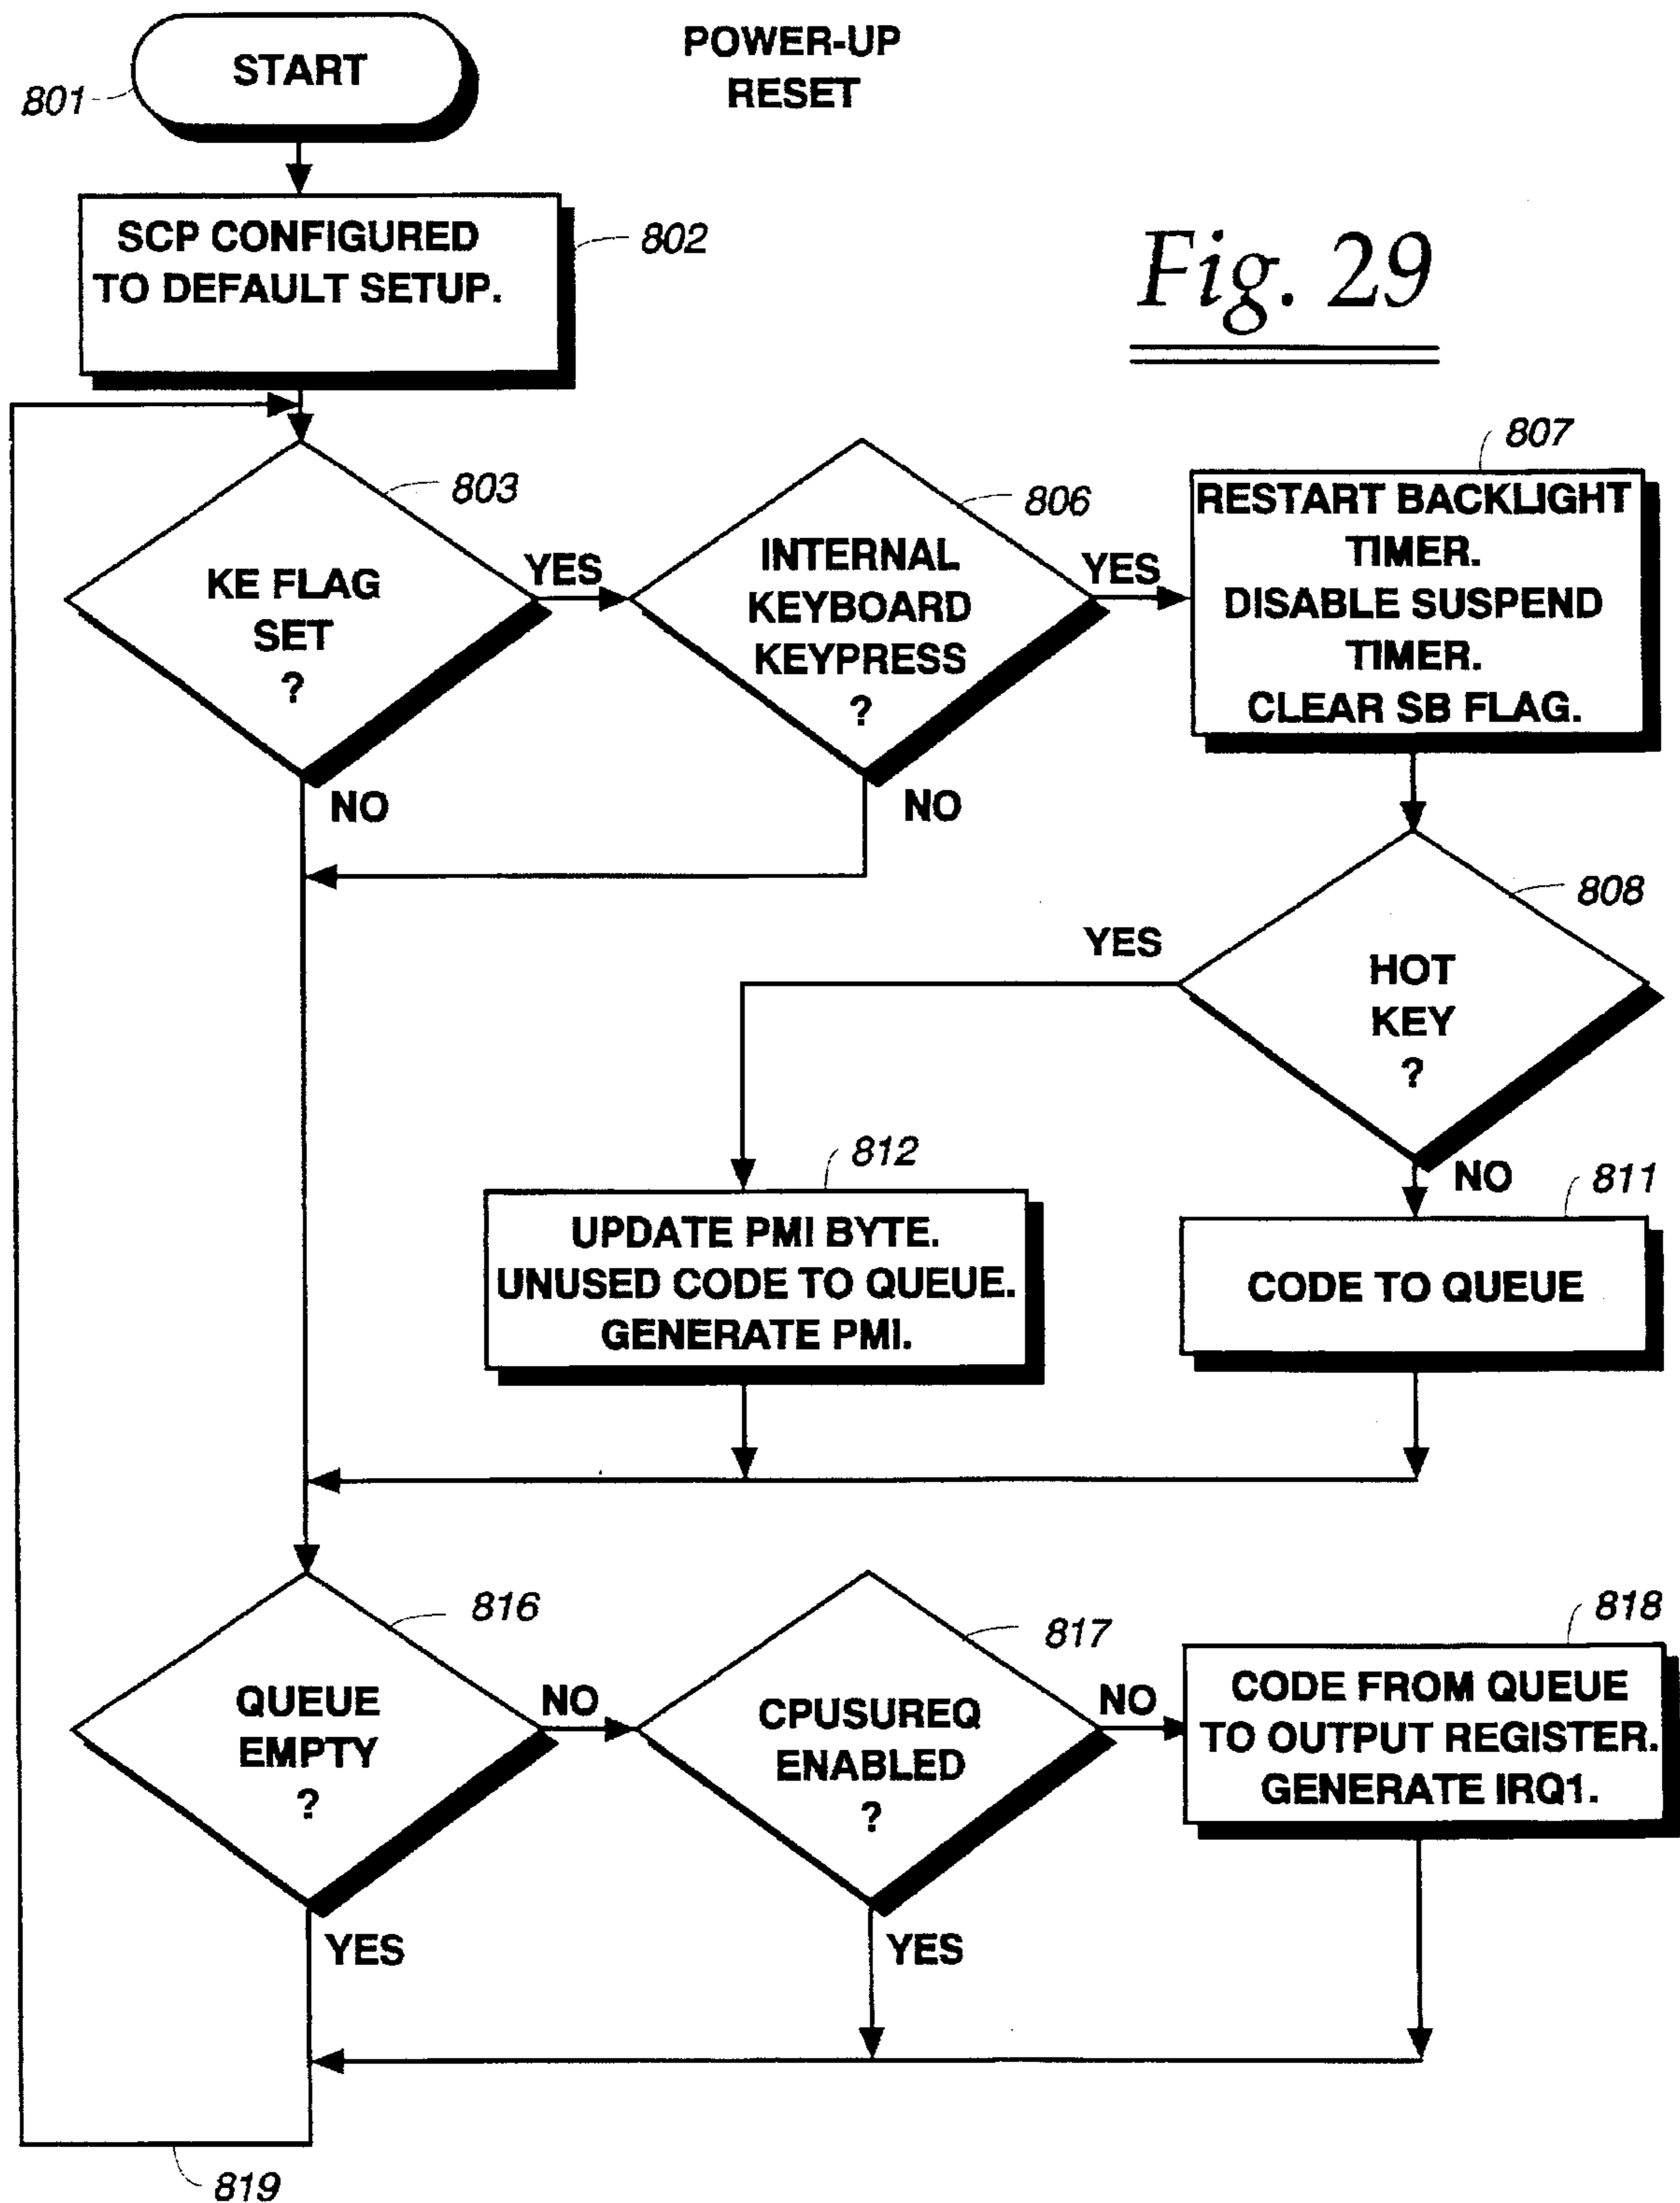 START
801
POWER-UP
RESET
SCP CONFIGURED
TO DEFAULT SETUP.
802
Fig. 29
KE FLAG
SET
?
803
YES
NO
INTERNAL
KEYBOARD
KEYPRESS
?
806
YES
NO
807
RESTART BACKLIGHT
TIMER.
DISABLE SUSPEND
TIMER.
CLEAR SB FLAG.
808
HOT
KEY
?
YES
NO
812
UPDATE PMI BYTE.
UNUSED CODE TO QUEUE.
GENERATE PMI.
811
CODE TO QUEUE
816
QUEUE
EMPTY
?
NO
YES
817
CPUSUREQ
ENABLED
?
NO
YES
818
CODE FROM QUEUE
TO OUTPUT REGISTER.
GENERATE IRQ1.
819